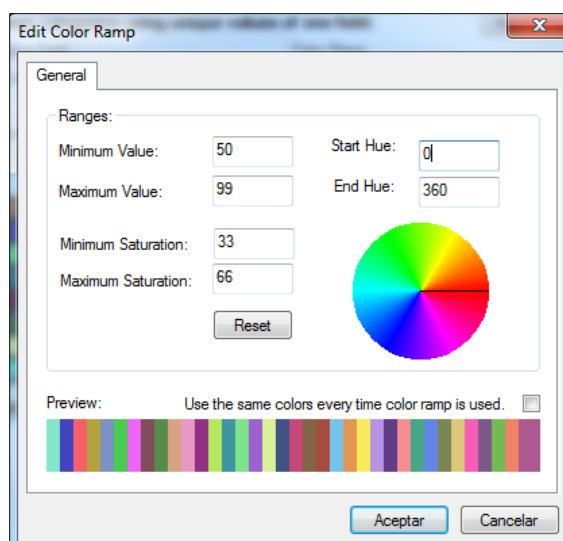 Edit Color Ramp
General
Ranges:
Minimum Value: 50 Start Hue: 0
Maximum Value: 99 End Hue: 360
Minimum Saturation: 33
Maximum Saturation: 66
Reset
Preview: Use the same colors every time color ramp is used.
Aceptar Cancelar